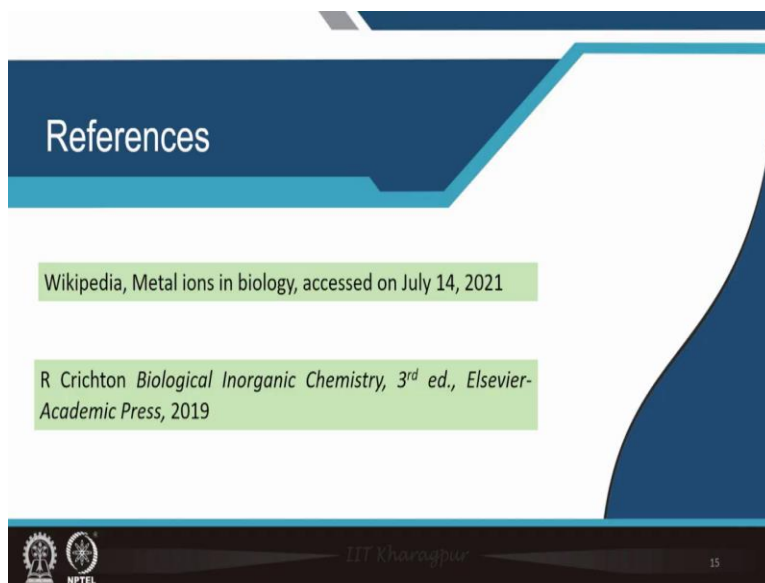 References
Wikipedia, Metal ions in biology, accessed on July 14, 2021
R Crichton Biological Inorganic Chemistry, 3rd ed., Elsevier-
Academic Press, 2019
IIT Kharagpur
15
NPTEL